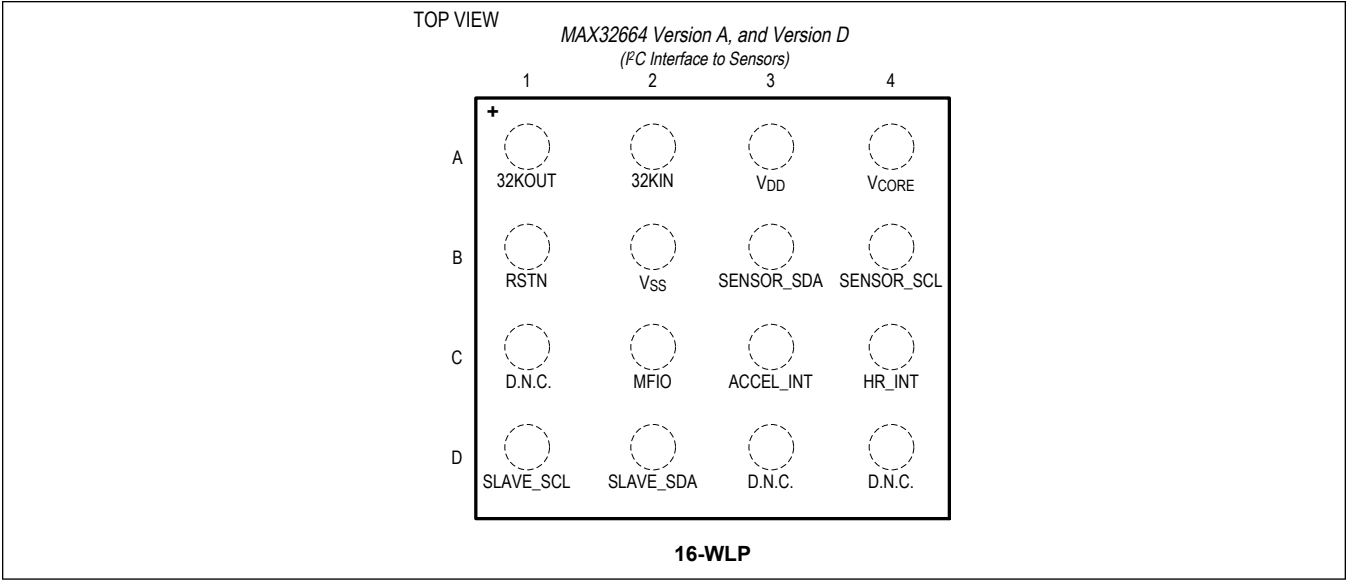 TOP VIEW
MAX32664 Version A, and Version D
(I²C Interface to Sensors)
1 2 3 4
+
A
32KOUT 32KIN VDD VCORE
B
RSTN VSS SENSOR_SDA SENSOR_SCL
C
D.N.C. MFIO ACCEL_INT HR_INT
D
SLAVE_SCL SLAVE_SDA D.N.C. D.N.C.
16-WLP